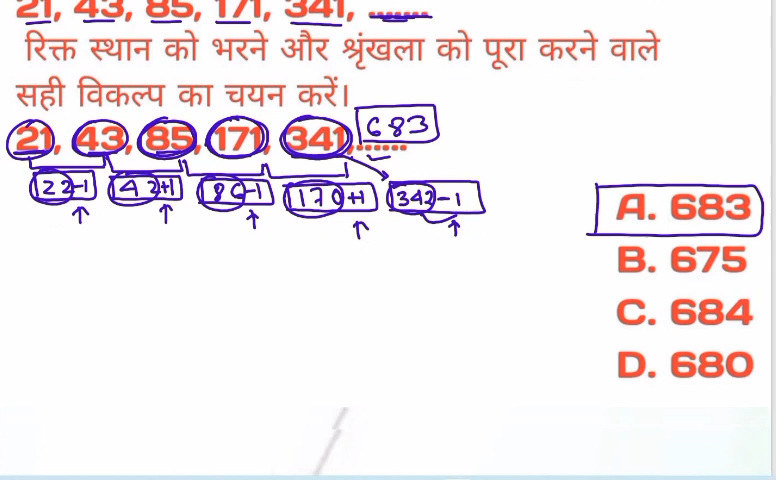 21, 43, 85, 171, 341, .......
रिक्त स्थान को भरने और श्रृंखला को पूरा करने वाले
सही विकल्प का चयन करें।
683
21, 43, 85, 171, 341, .......
22-1 42+1 86-1 170+1 342-1
A. 683
B. 675
C. 684
D. 680